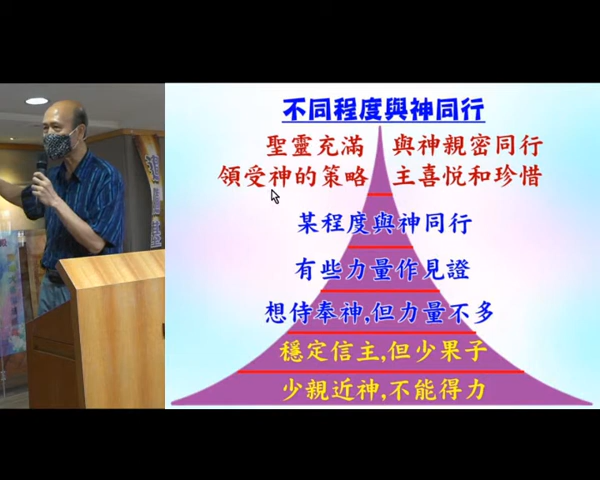 不同程度與神同行
聖靈充滿 與神親密同行
領受神的策略 主喜悅和珍惜
某程度與神同行
有些力量作見證
想侍奉神,但力量不多
穩定信主,但少果子
少親近神,不能得力